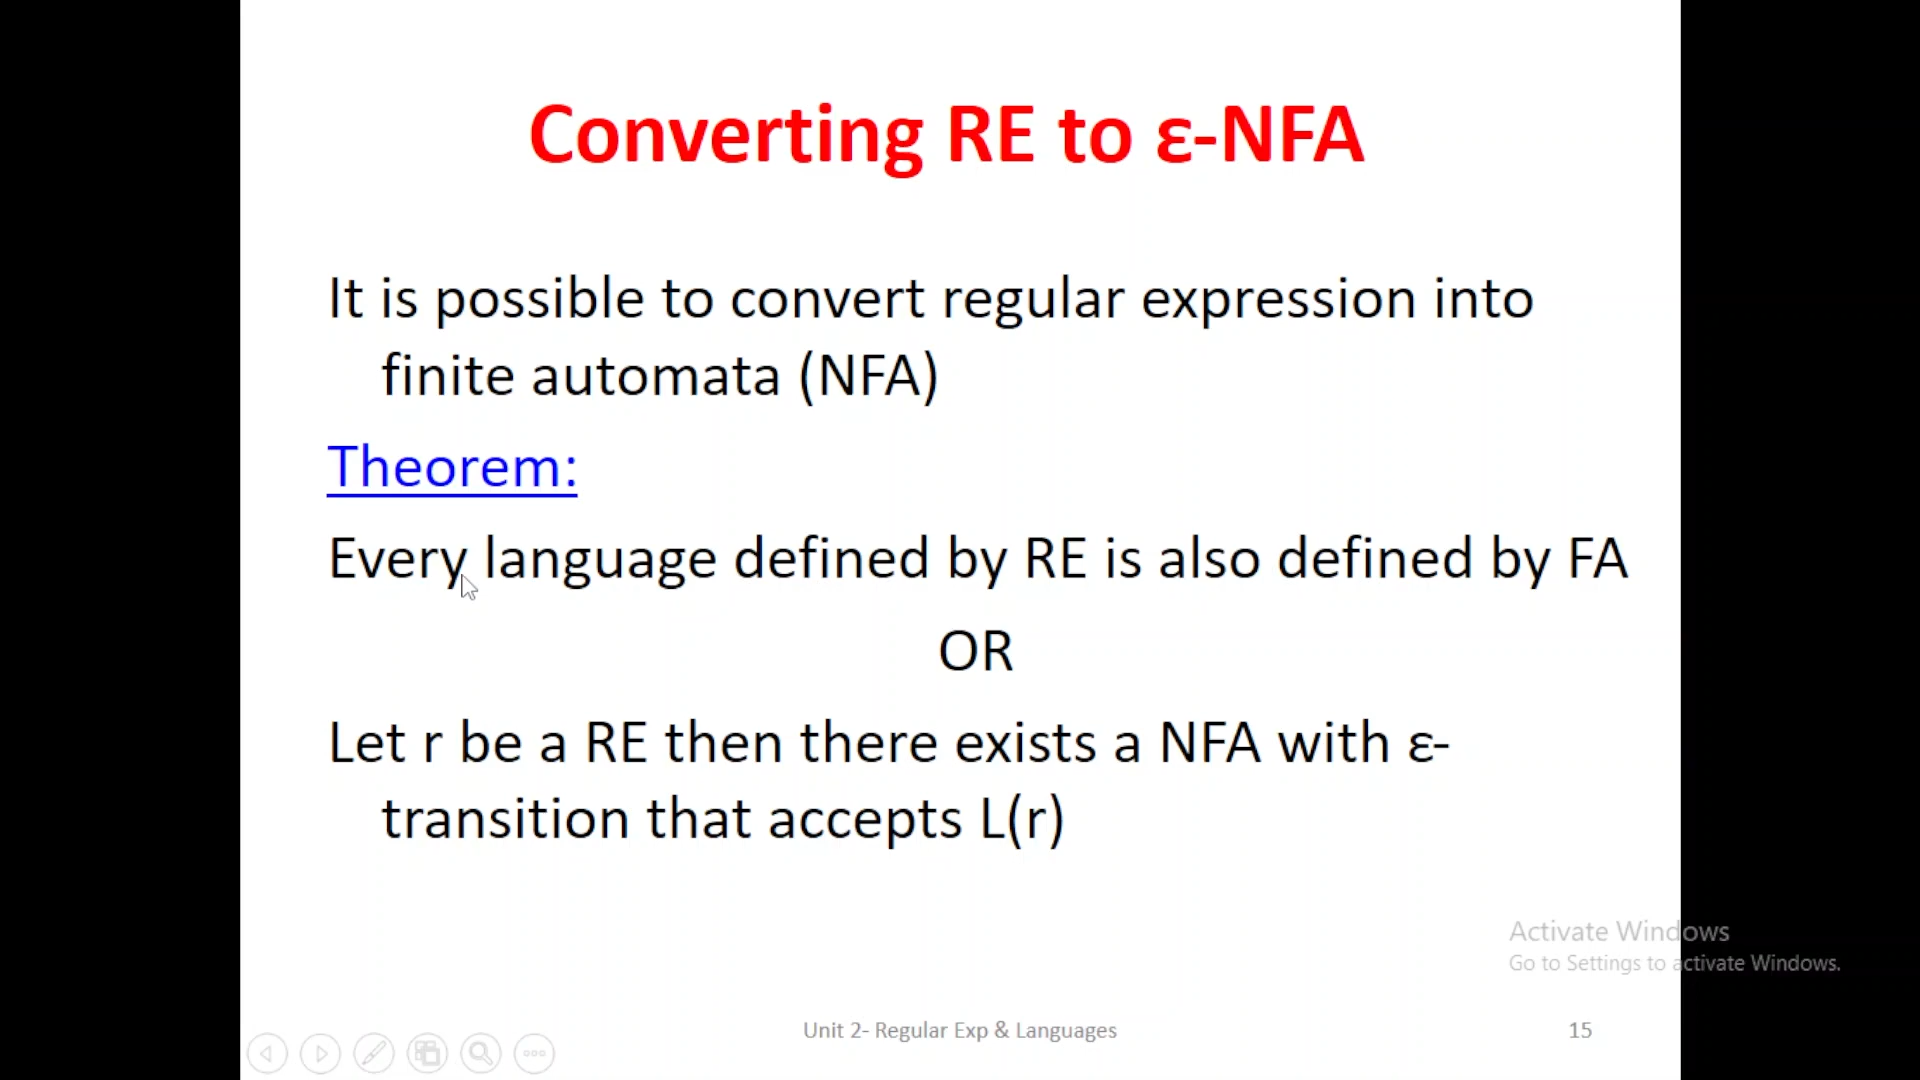 Converting RE to ε-NFA
It is possible to convert regular expression into
finite automata (NFA)
Theorem:
Every language defined by RE is also defined by FA
OR
Let r be a RE then there exists a NFA with ε-
transition that accepts L(r)
Activate Windows
Go to Settings to activate Windows.
Unit 2- Regular Exp & Languages
15